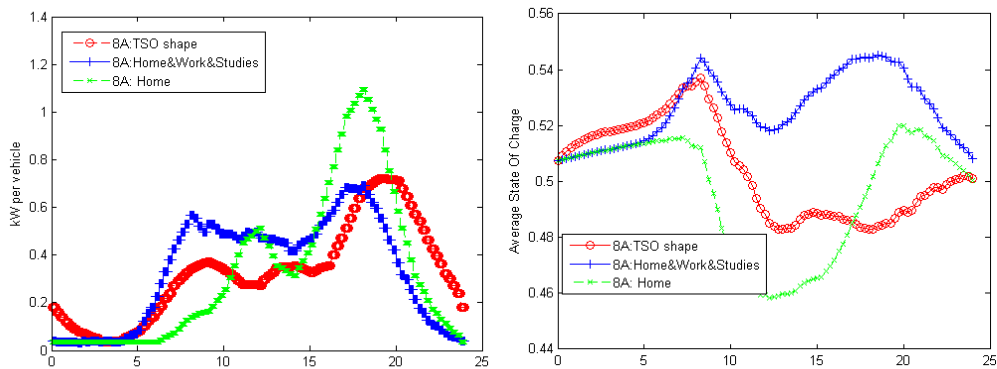 1.4
1.2
1
0.8
0.6
0.4
0.2
0
kW per vehicle
8A:TSO shape
8A:Home&Work&Studies
8A: Home
0 5 10 15 20 25
0.56
0.54
0.52
0.5
0.48
0.46
0.44
Average State Of Charge
8A:TSO shape
8A:Home&Work&Studies
8A: Home
0 5 10 15 20 25